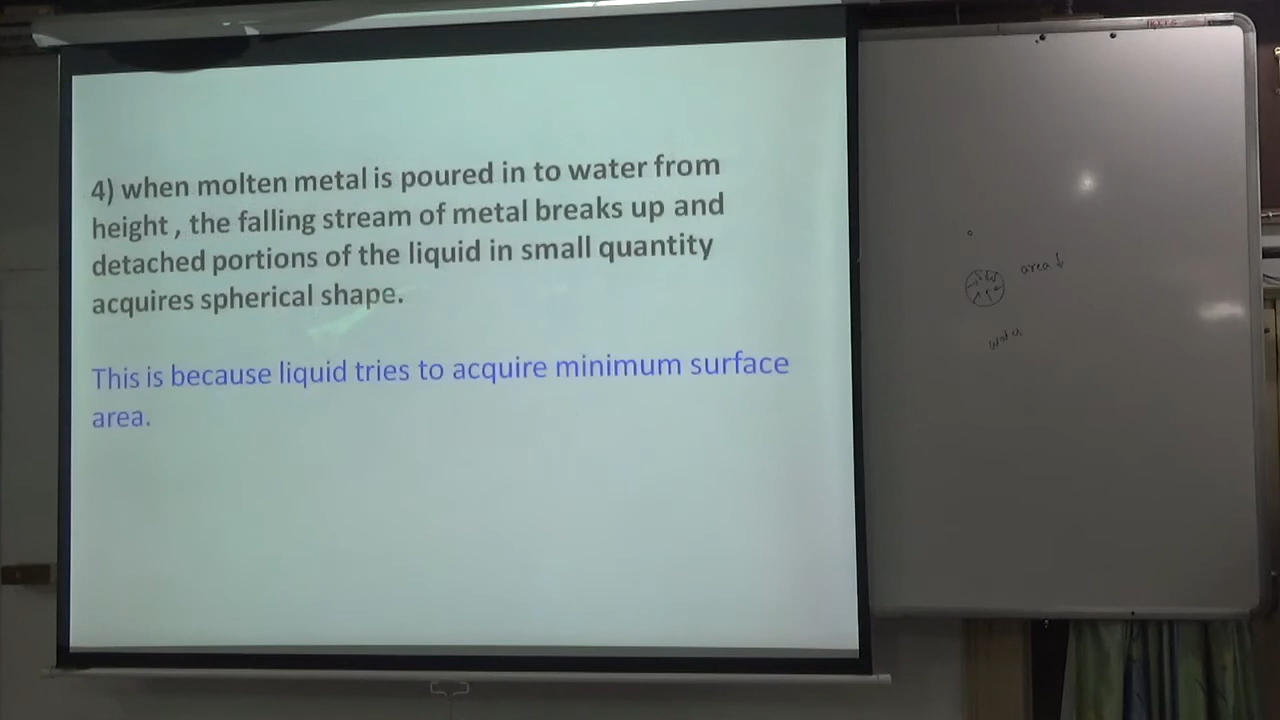 4) when molten metal is poured in to water from
height , the falling stream of metal breaks up and
detached portions of the liquid in small quantity
acquires spherical shape.
This is because liquid tries to acquire minimum surface
area.
area ↓